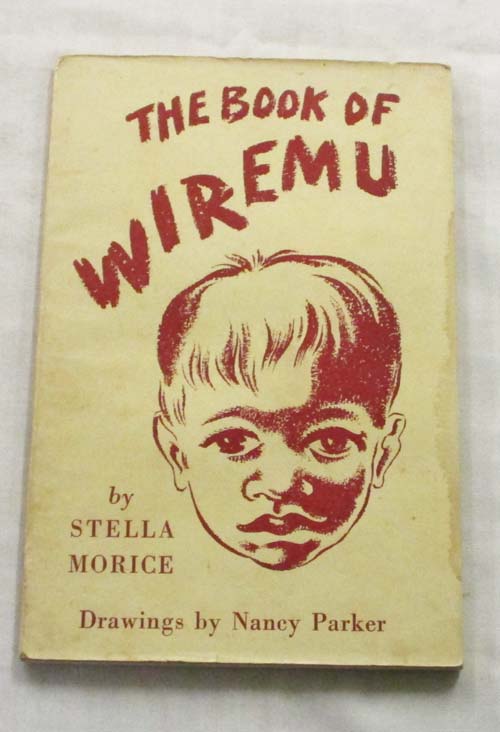 THE BOOK OF
WIREMU
by
STELLA
MORICE
Drawings by Nancy Parker